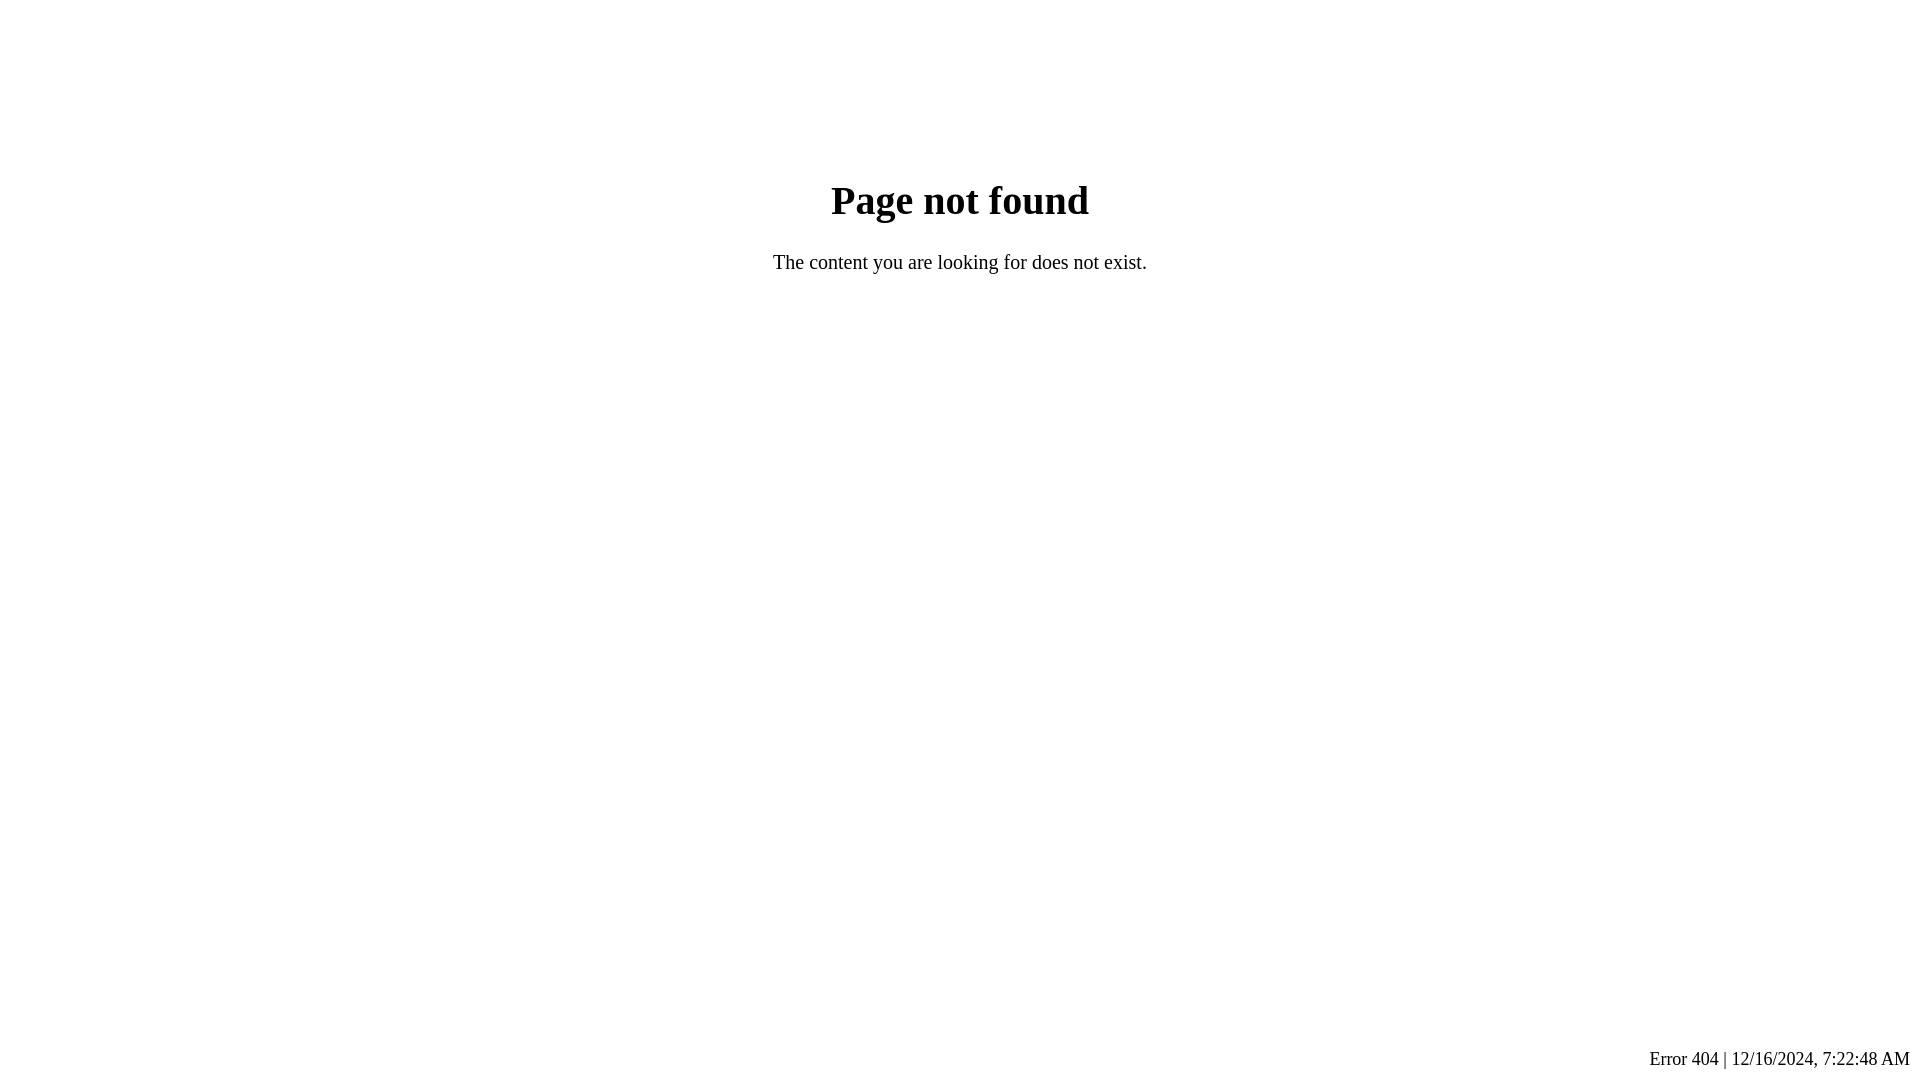 Page not found
The content you are looking for does not exist.
Error 404 | 12/16/2024, 7:22:48 AM